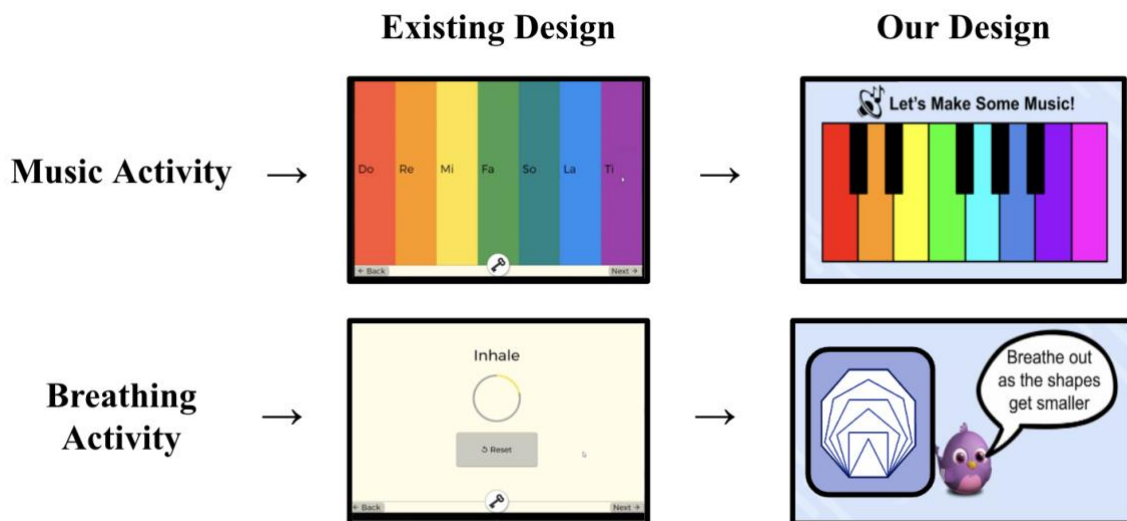 Existing Design
Our Design
Music Activity →
Do Re Mi Fa So La Ti
← Back
Next →
→
Let's Make Some Music!
Breathing
Activity
→
Inhale
↺ Reset
← Back
Next →
→
Breathe out
as the shapes
get smaller